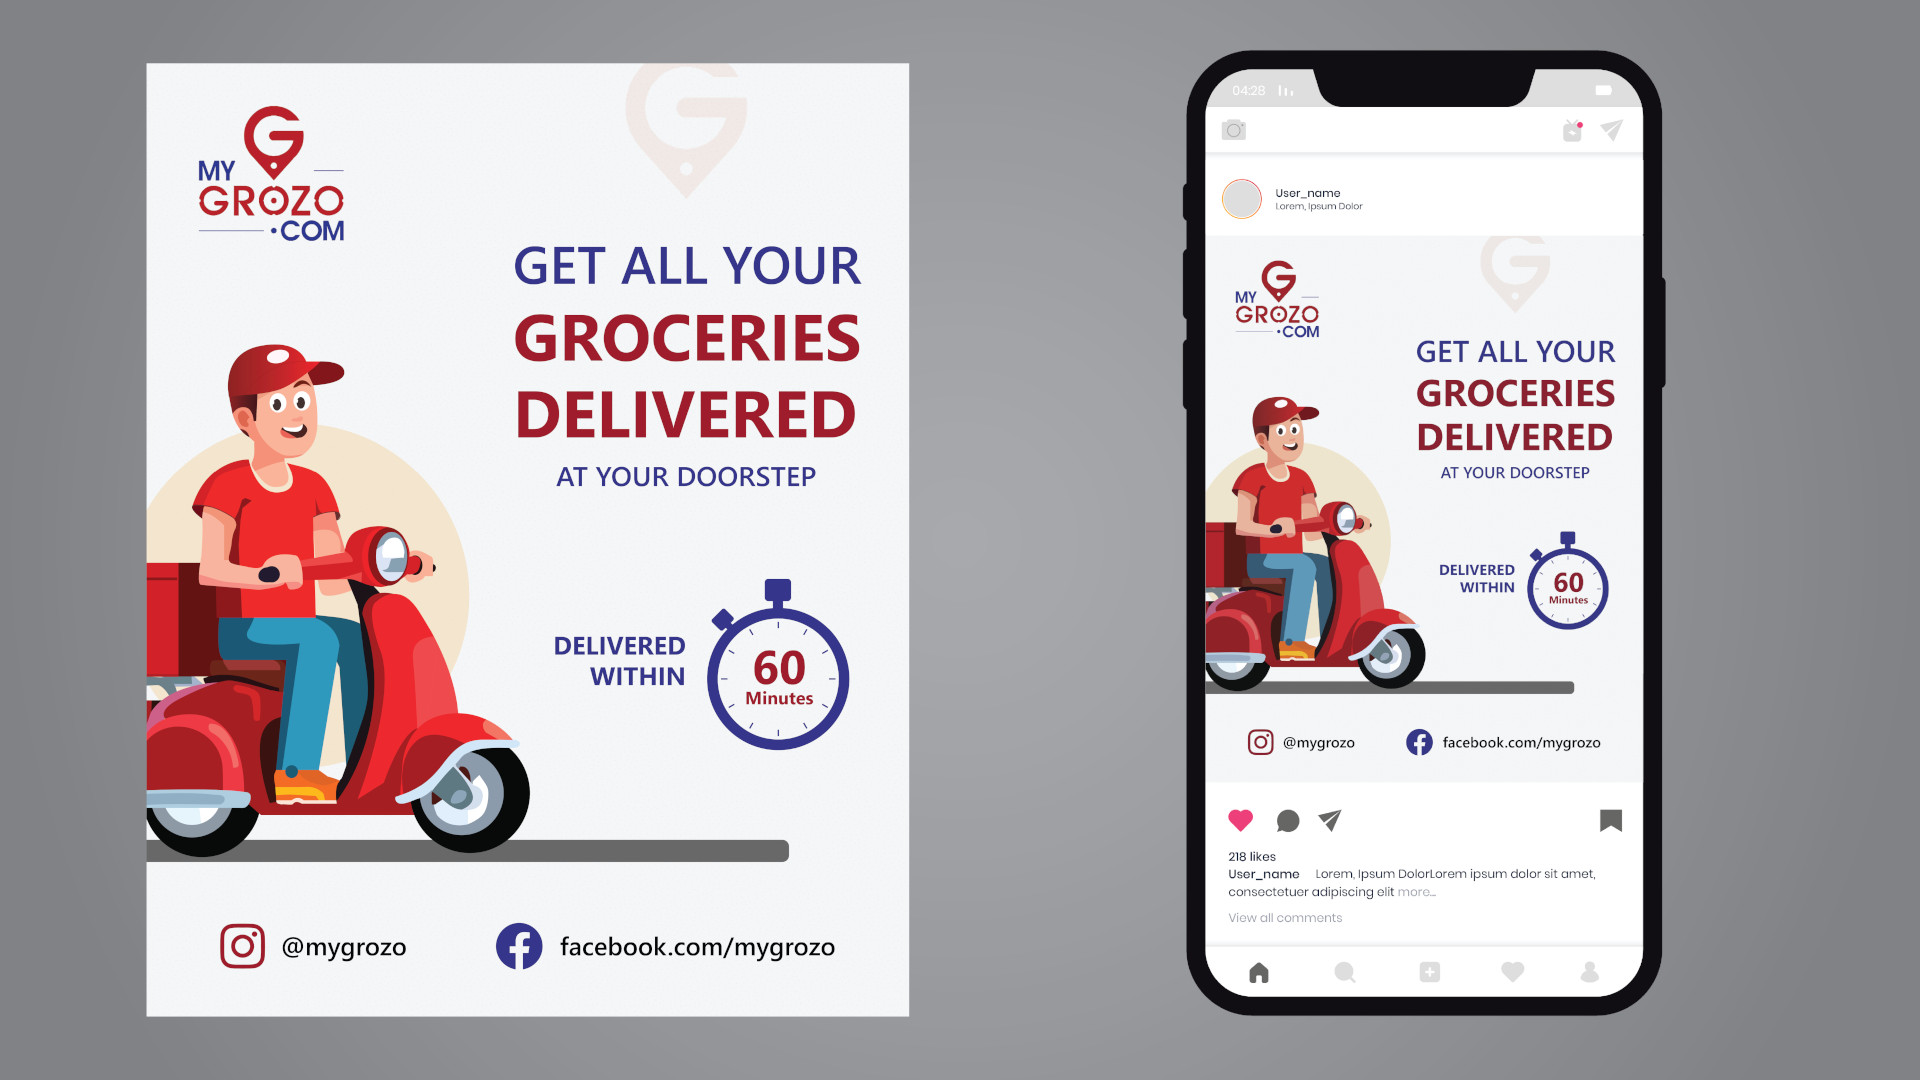 MY
GROZO
.COM
GET ALL YOUR
GROCERIES
DELIVERED
AT YOUR DOORSTEP
DELIVERED
WITHIN
60
Minutes
@mygrozo
facebook.com/mygrozo
04:28
User_name
Lorem, Ipsum Dolor
MY
GROZO
.COM
GET ALL YOUR
GROCERIES
DELIVERED
AT YOUR DOORSTEP
DELIVERED
WITHIN
60
Minutes
@mygrozo
facebook.com/mygrozo
218 likes
User_name Lorem, Ipsum DolorLorem ipsum dolor sit amet,
consectetuer adipiscing elit more...
View all comments